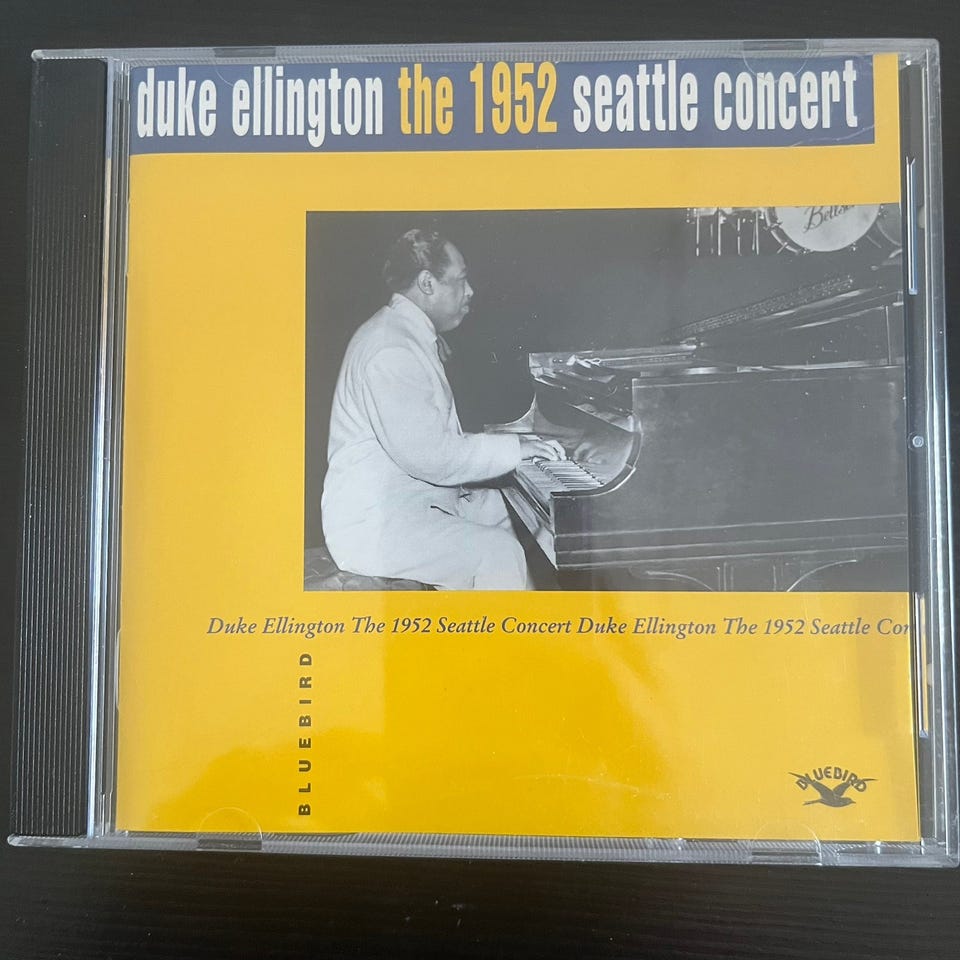 duke ellington the 1952 seattle concert
Duke Ellington The 1952 Seattle Concert Duke Ellington The 1952 Seattle Con
BLUEBIRD
BLUEBIRD